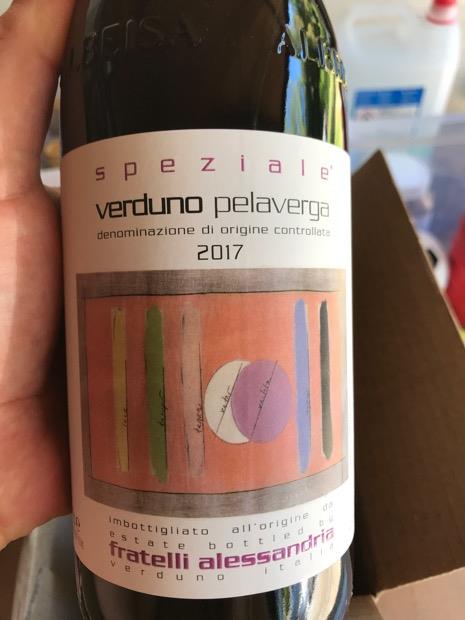 ALBEISA
speziale
verduno pelaverga
denominazione di origine controllata
2017
imbottigliato all'origine da
estate bottled by
fratelli alessandria
verduno italia